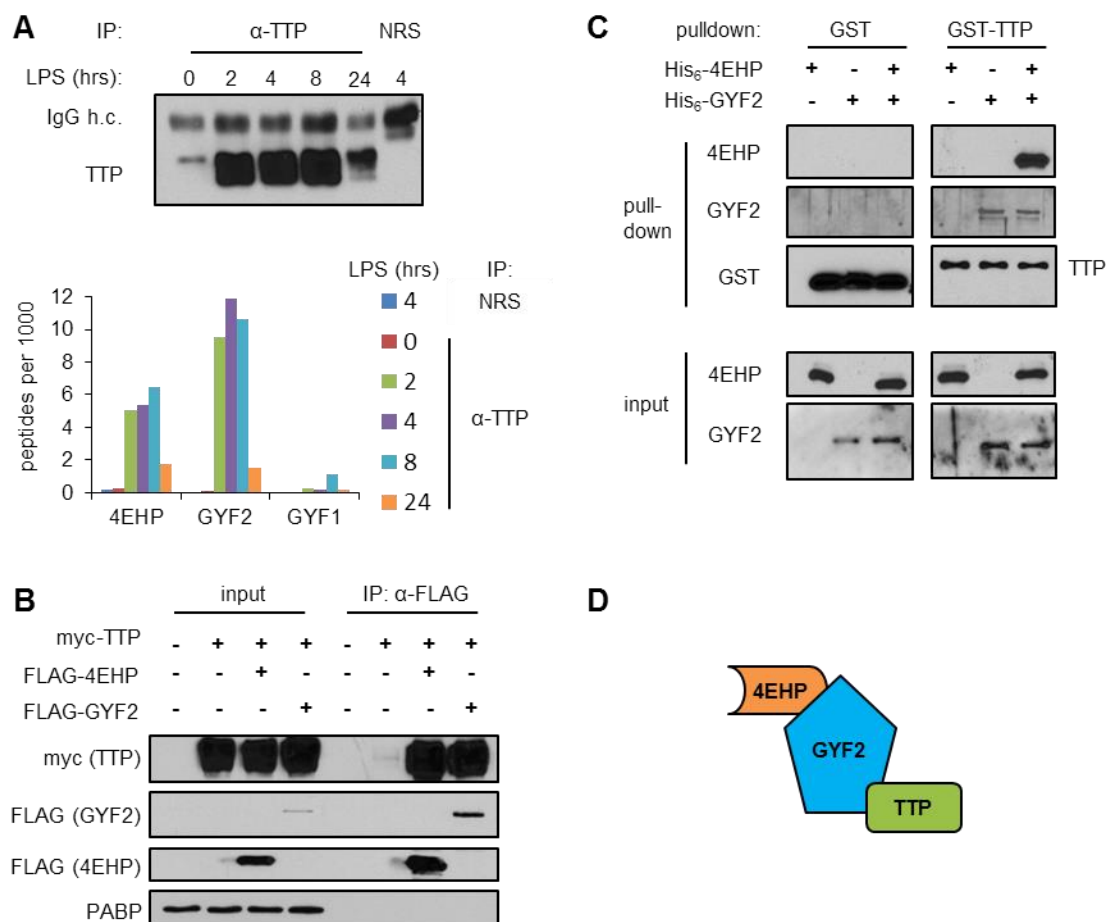 A
IP: α-TTP NRS
LPS (hrs): 0 2 4 8 24 4
IgG h.c.
TTP
LPS (hrs) IP:
peptides per 1000
12
10
8
6
4
2
0
4EHP GYF2 GYF1
4 NRS
0
2
4 α-TTP
8
24
B
input IP: α-FLAG
myc-TTP - + + + - + + +
FLAG-4EHP - - + - - - + -
FLAG-GYF2 - - - + - - - +
myc (TTP)
FLAG (GYF2)
FLAG (4EHP)
PABP
C
pulldown: GST GST-TTP
His₆-4EHP + - + + - +
His₆-GYF2 - + + - + +
pull-
down
4EHP
GYF2
GST TTP
input
4EHP
GYF2
D
4EHP
GYF2
TTP